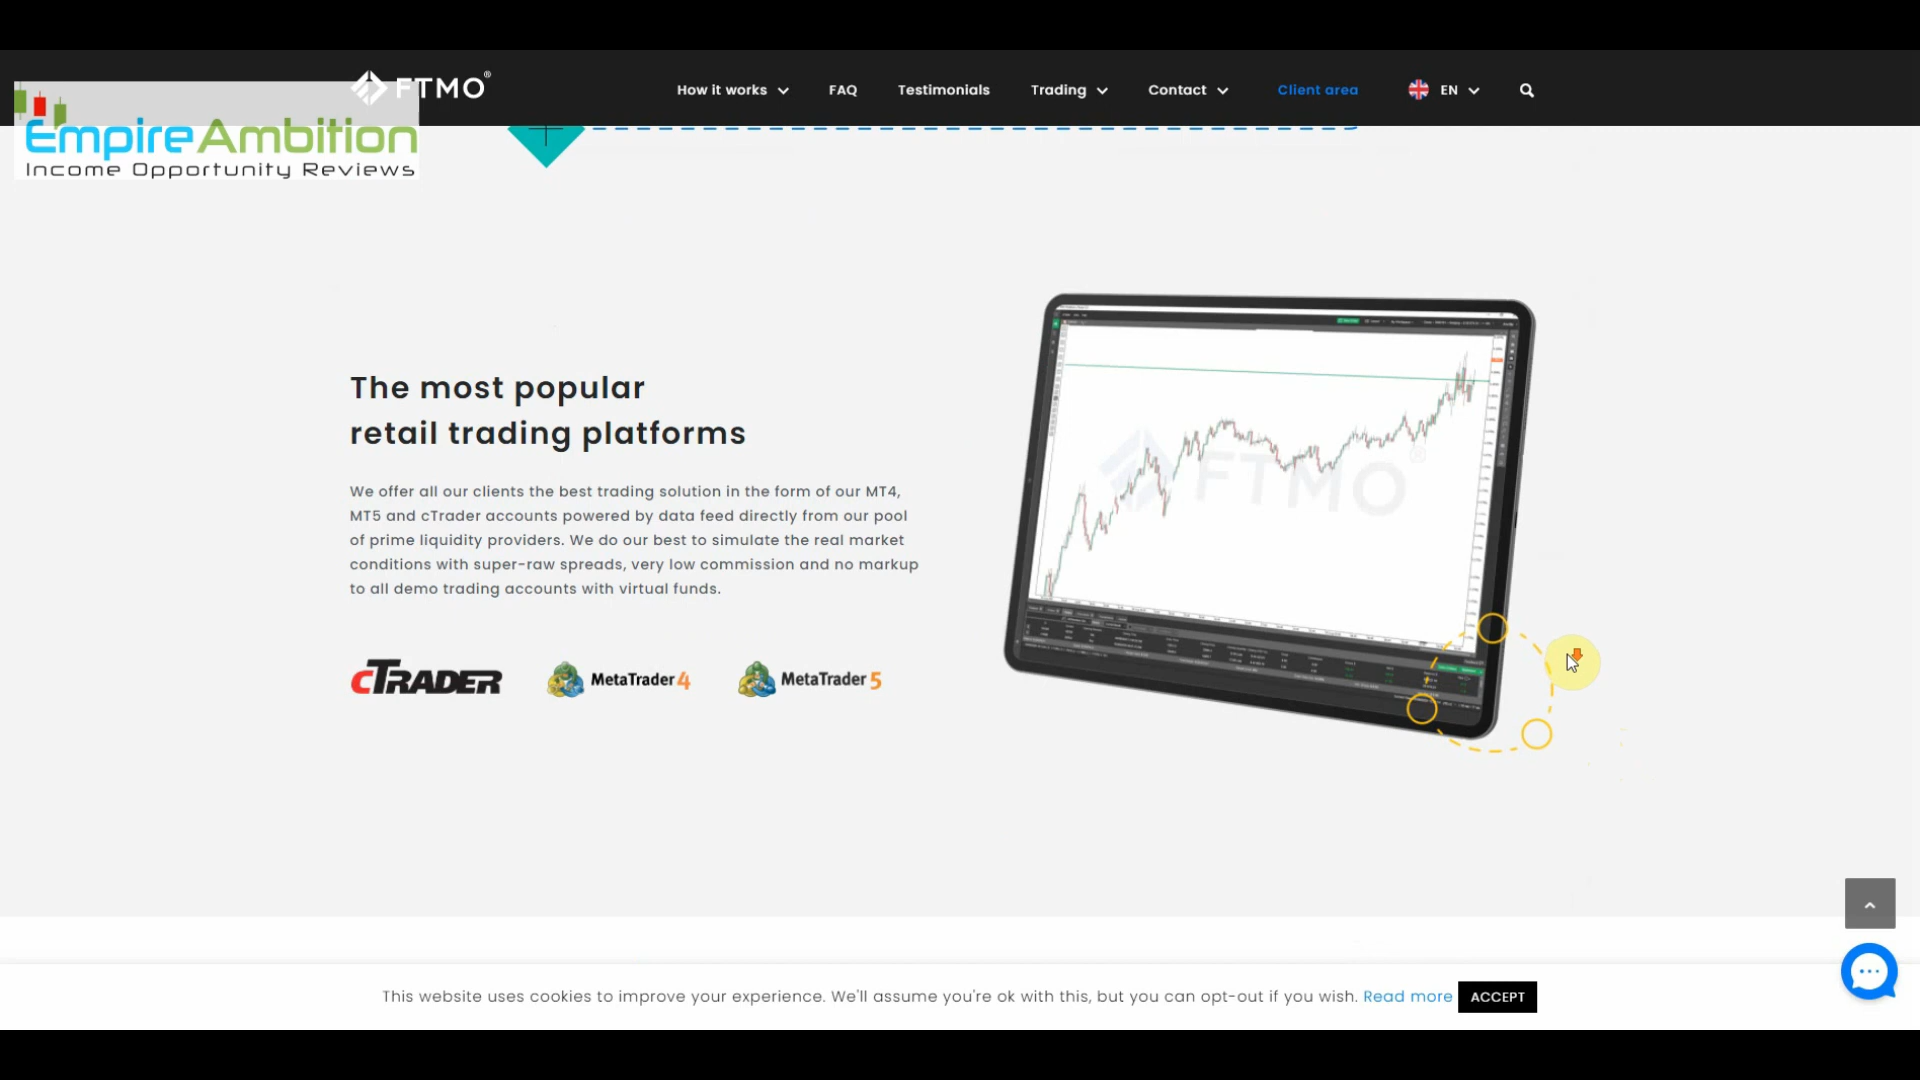 FTMO®
How it works
FAQ
Testimonials
Trading
Contact
Client area
EN
EmpireAmbition
Income Opportunity Reviews
The most popular
retail trading platforms
We offer all our clients the best trading solution in the form of our MT4,
MT5 and cTrader accounts powered by data feed directly from our pool
of prime liquidity providers. We do our best to simulate the real market
conditions with super-raw spreads, very low commission and no markup
to all demo trading accounts with virtual funds.
cTRADER
MetaTrader 4
MetaTrader 5
FTMO®
This website uses cookies to improve your experience. We'll assume you're ok with this, but you can opt-out if you wish. Read more
ACCEPT